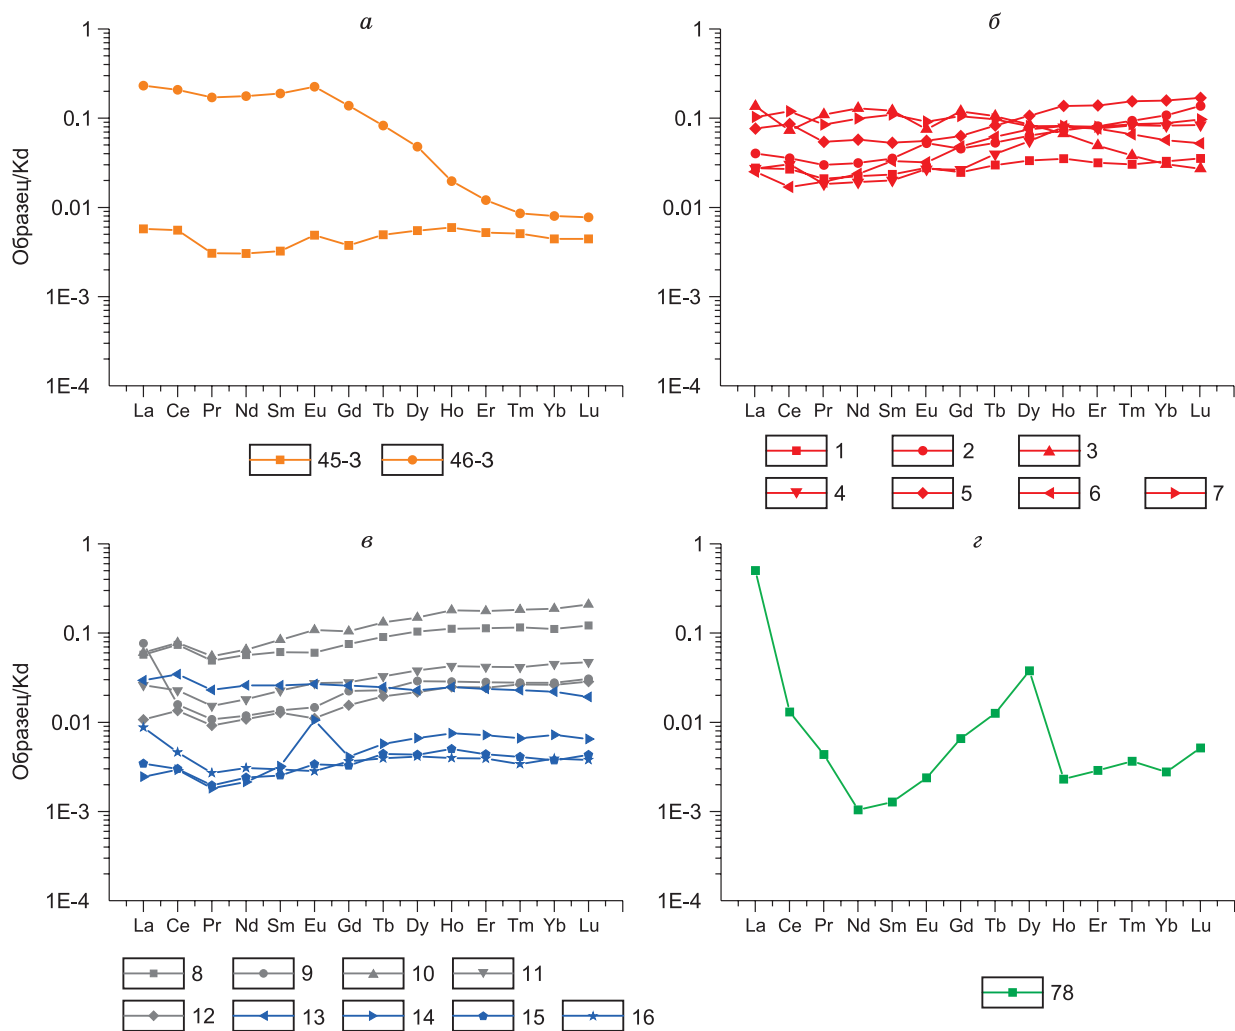 а
1
0.1
0.01
1E-3
1E-4
Образец/Kd
La Ce Pr Nd Sm Eu Gd Tb Dy Ho Er Tm Yb Lu
45-3 46-3
б
1
0.1
0.01
1E-3
1E-4
La Ce Pr Nd Sm Eu Gd Tb Dy Ho Er Tm Yb Lu
1 2 3
4 5 6 7
в
1
0.1
0.01
1E-3
1E-4
Образец/Kd
La Ce Pr Nd Sm Eu Gd Tb Dy Ho Er Tm Yb Lu
8 9 10 11
12 13 14 15 16
г
1
0.1
0.01
1E-3
1E-4
La Ce Pr Nd Sm Eu Gd Tb Dy Ho Er Tm Yb Lu
78